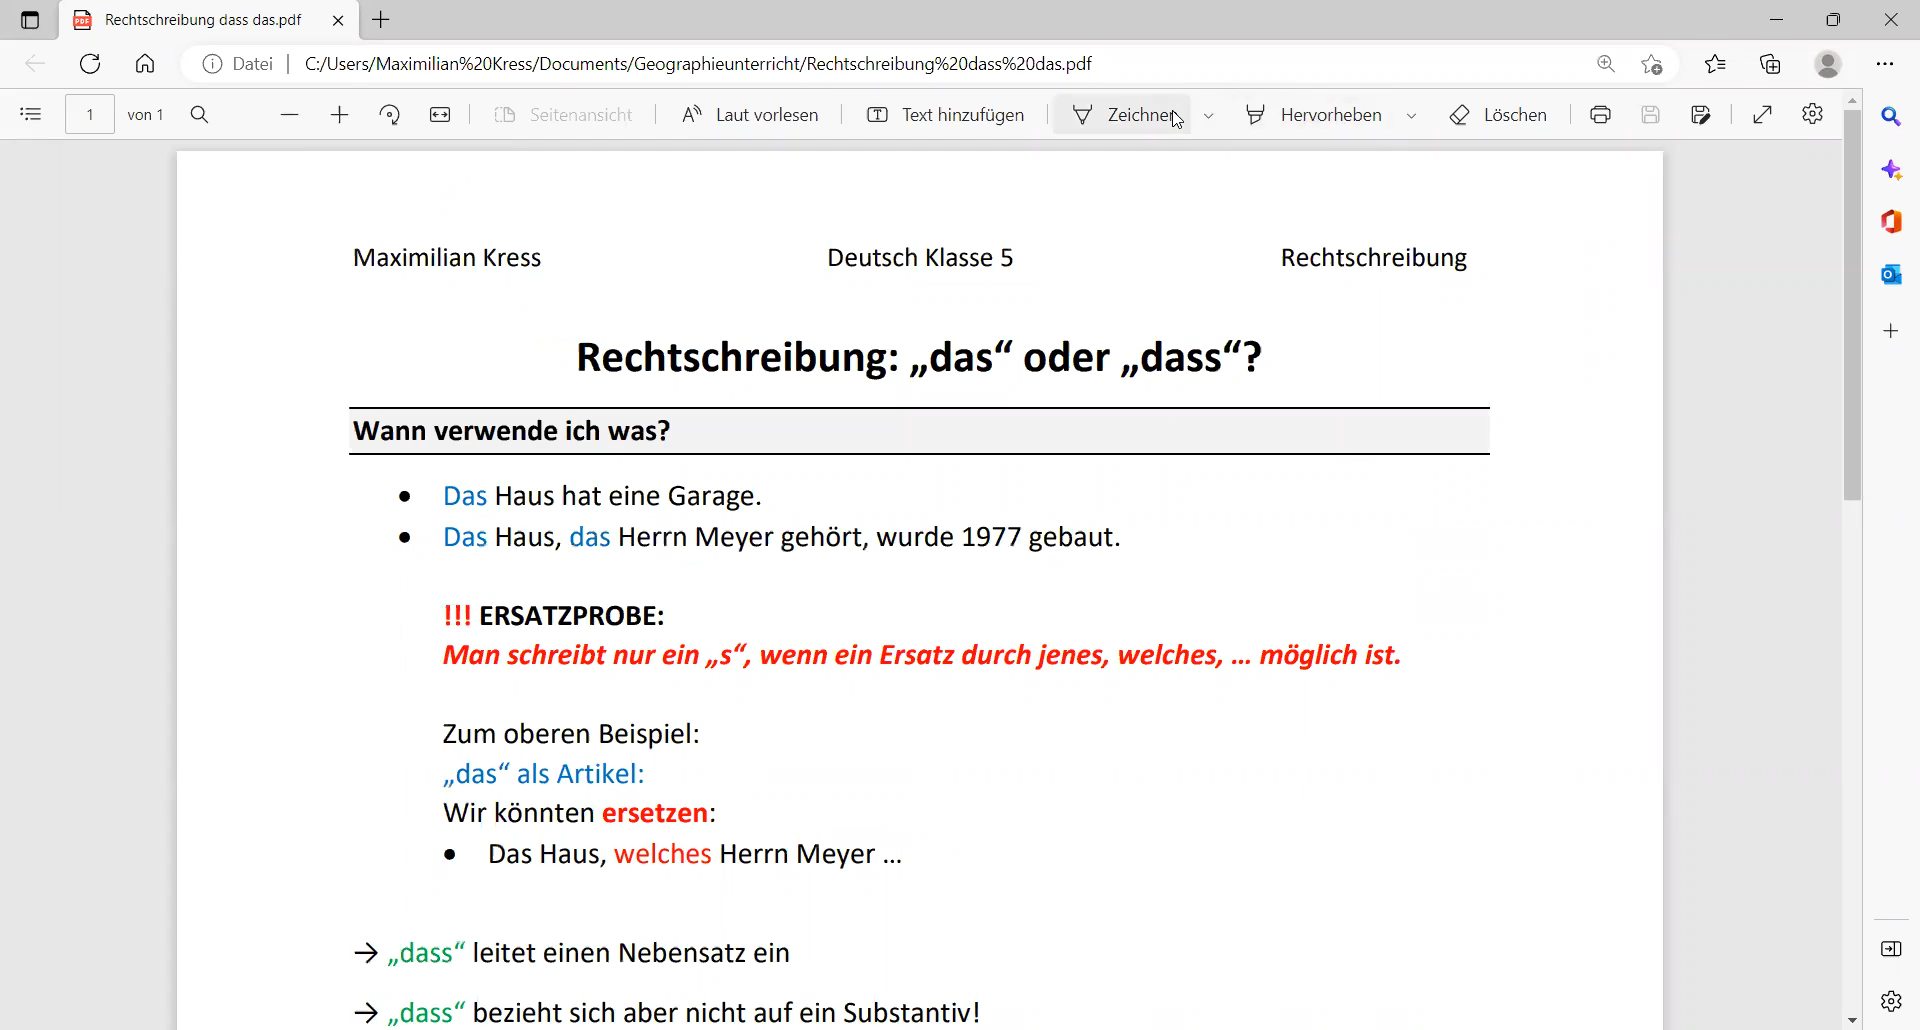 Rechtschreibung dass das.pdf
Datei C:/Users/Maximilian%20Kress/Documents/Geographieunterricht/Rechtschreibung%20dass%20das.pdf
1 von 1 Seitenansicht Laut vorlesen Text hinzufügen Zeichnen Hervorheben Löschen
Maximilian Kress Deutsch Klasse 5 Rechtschreibung
Rechtschreibung: „das“ oder „dass“?
Wann verwende ich was?
• Das Haus hat eine Garage.
• Das Haus, das Herrn Meyer gehört, wurde 1977 gebaut.
!!! ERSATZPROBE:
Man schreibt nur ein „s“, wenn ein Ersatz durch jenes, welches, ... möglich ist.
Zum oberen Beispiel:
„das“ als Artikel:
Wir könnten ersetzen:
• Das Haus, welches Herrn Meyer ...
→ „dass“ leitet einen Nebensatz ein
→ „dass“ bezieht sich aber nicht auf ein Substantiv!